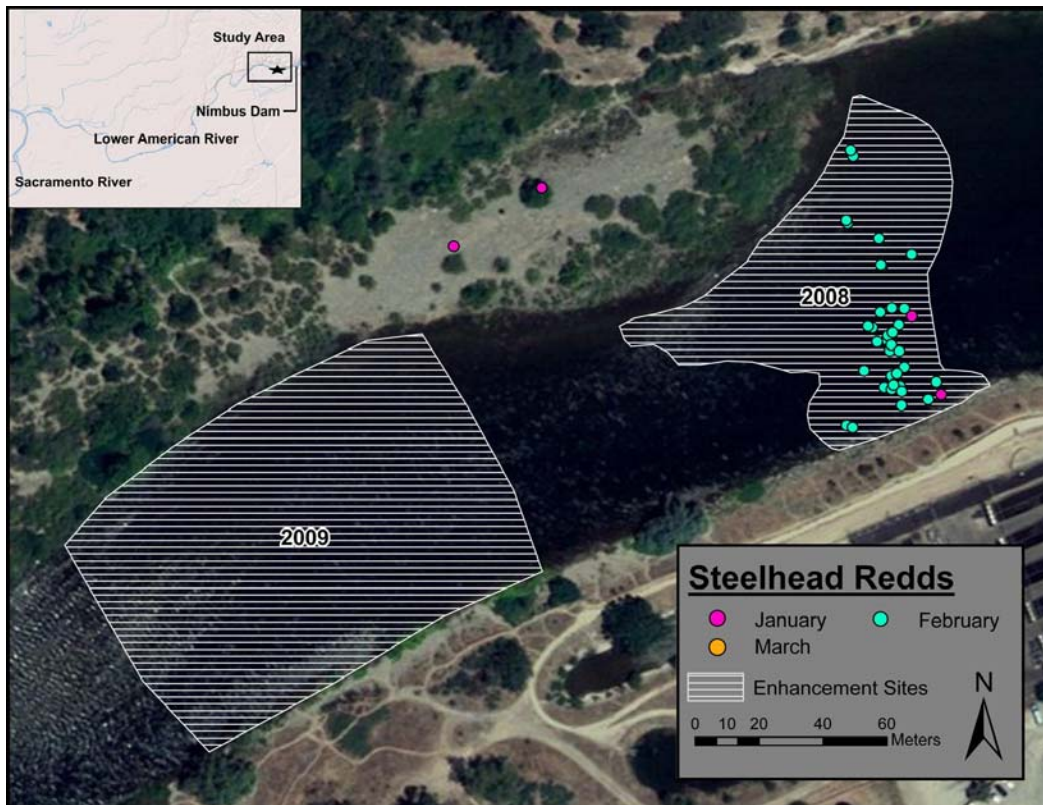 Study Area
Nimbus Dam
Lower American River
Sacramento River
2008
2009
Steelhead Redds
January
February
March
Enhancement Sites
N
0 10 20 40 60
Meters